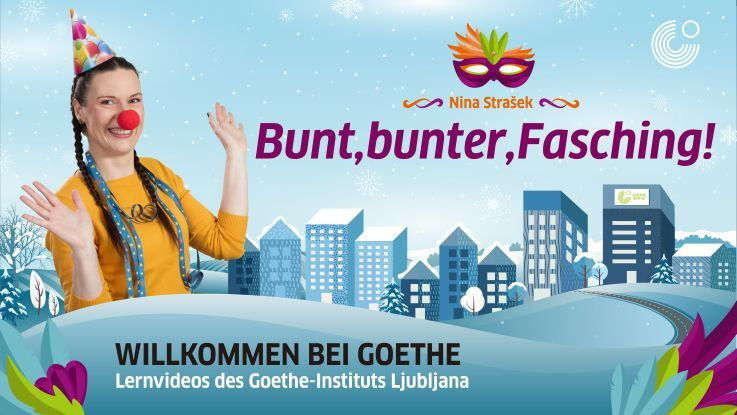 Nina Strašek
Bunt,bunter,Fasching!
WILLKOMMEN BEI GOETHE
Lernvideos des Goethe-Instituts Ljubljana